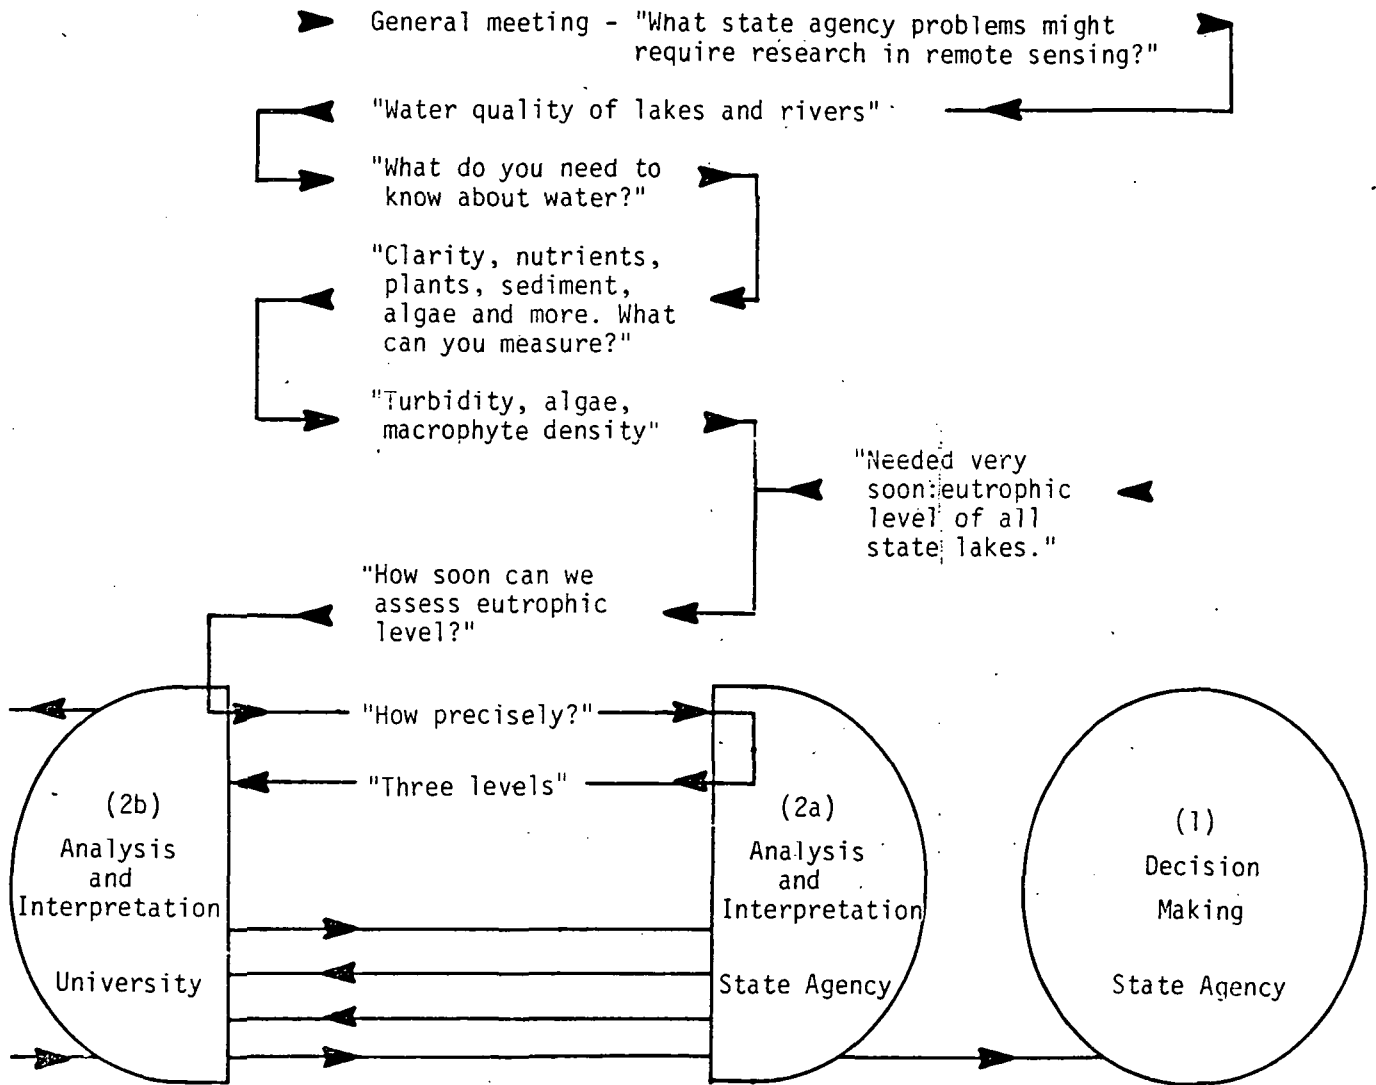 General meeting - "What state agency problems might
require research in remote sensing?"
"Water quality of lakes and rivers"
"What do you need to
know about water?"
"Clarity, nutrients,
plants, sediment,
algae and more. What
can you measure?"
"Turbidity, algae,
macrophyte density"
"Needed very
soon:eutrophic
level of all
state lakes."
"How soon can we
assess eutrophic
level?"
"How precisely?"
"Three levels"
(2b)
Analysis
and
Interpretation
University
(2a)
Analysis
and
Interpretation
State Agency
(1)
Decision
Making
State Agency